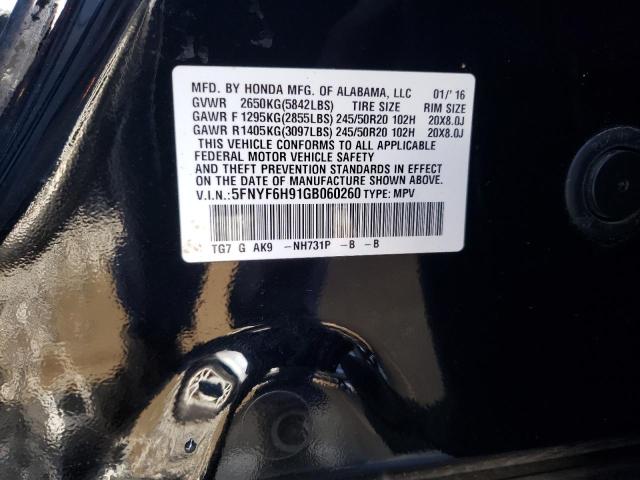 MFD. BY HONDA MFG. OF ALABAMA, LLC 01/'16
GVWR 2650KG(5842LBS) TIRE SIZE RIM SIZE
GAWR F 1295KG(2855LBS) 245/50R20 102H 20X8.0J
GAWR R1405KG(3097LBS) 245/50R20 102H 20X8.0J
THIS VEHICLE CONFORMS TO ALL APPLICABLE
FEDERAL MOTOR VEHICLE SAFETY
AND THEFT PREVENTION STANDARDS IN EFFECT
ON THE DATE OF MANUFACTURE SHOWN ABOVE.
V.I.N.:5FNYF6H91GB060260 TYPE: MPV
TG7 G AK9 -NH731P -B -B